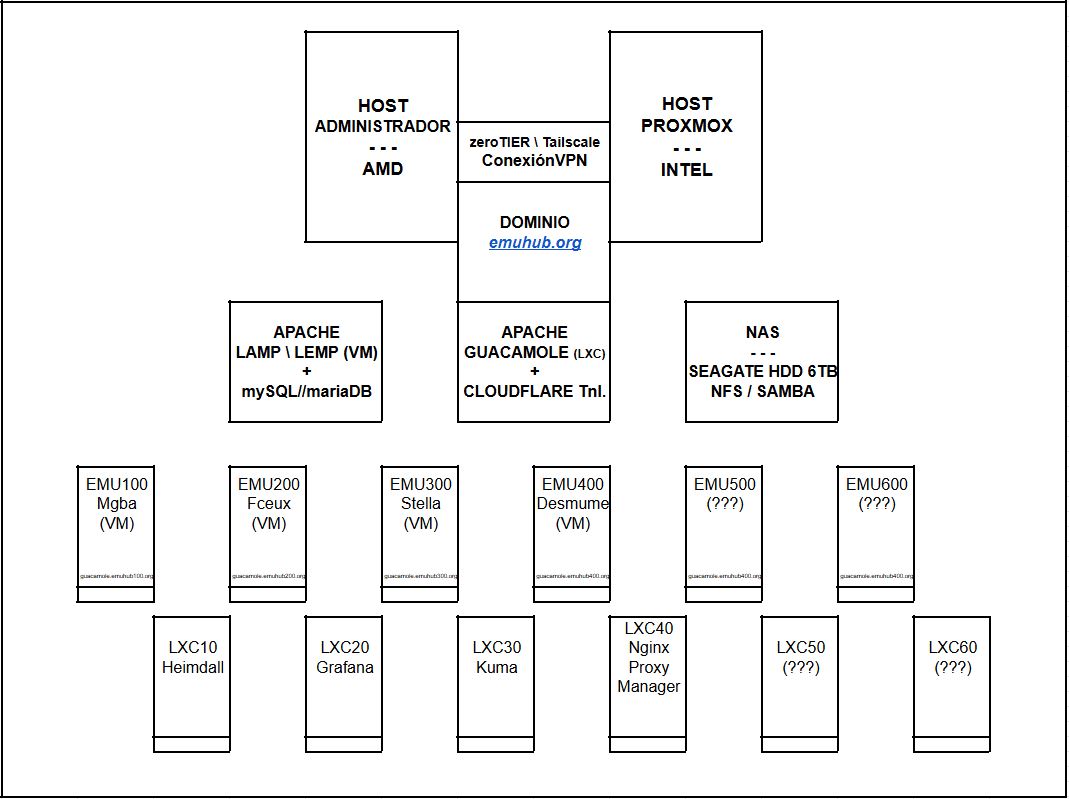 HOST
ADMINISTRADOR
- - -
AMD
zeroTIER \ Tailscale
ConexiónVPN
HOST
PROXMOX
- - -
INTEL
DOMINIO
emuhub.org
APACHE
LAMP \ LEMP (VM)
+
mySQL//mariaDB
APACHE
GUACAMOLE (LXC)
+
CLOUDFLARE Tnl.
NAS
- - -
SEAGATE HDD 6TB
NFS / SAMBA
EMU100
Mgba
(VM)
guacamole.emuhub100.org
EMU200
Fceux
(VM)
guacamole.emuhub200.org
EMU300
Stella
(VM)
guacamole.emuhub300.org
EMU400
Desmume
(VM)
guacamole.emuhub400.org
EMU500
(???)
guacamole.emuhub400.org
EMU600
(???)
guacamole.emuhub400.org
LXC10
Heimdall
LXC20
Grafana
LXC30
Kuma
LXC40
Nginx
Proxy
Manager
LXC50
(???)
LXC60
(???)